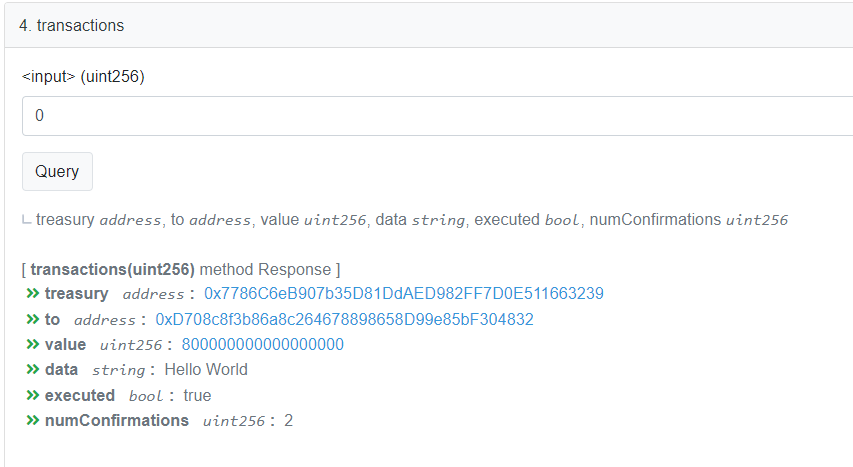 4. transactions
<input> (uint256)
0
Query
treasury address, to address, value uint256, data string, executed bool, numConfirmations uint256
[ transactions(uint256) method Response ]
treasury address : 0x7786C6eB907b35D81DdAED982FF7D0E511663239
to address : 0xD708c8f3b86a8c264678898658D99e85bF304832
value uint256 : 800000000000000000
data string : Hello World
executed bool : true
numConfirmations uint256 : 2